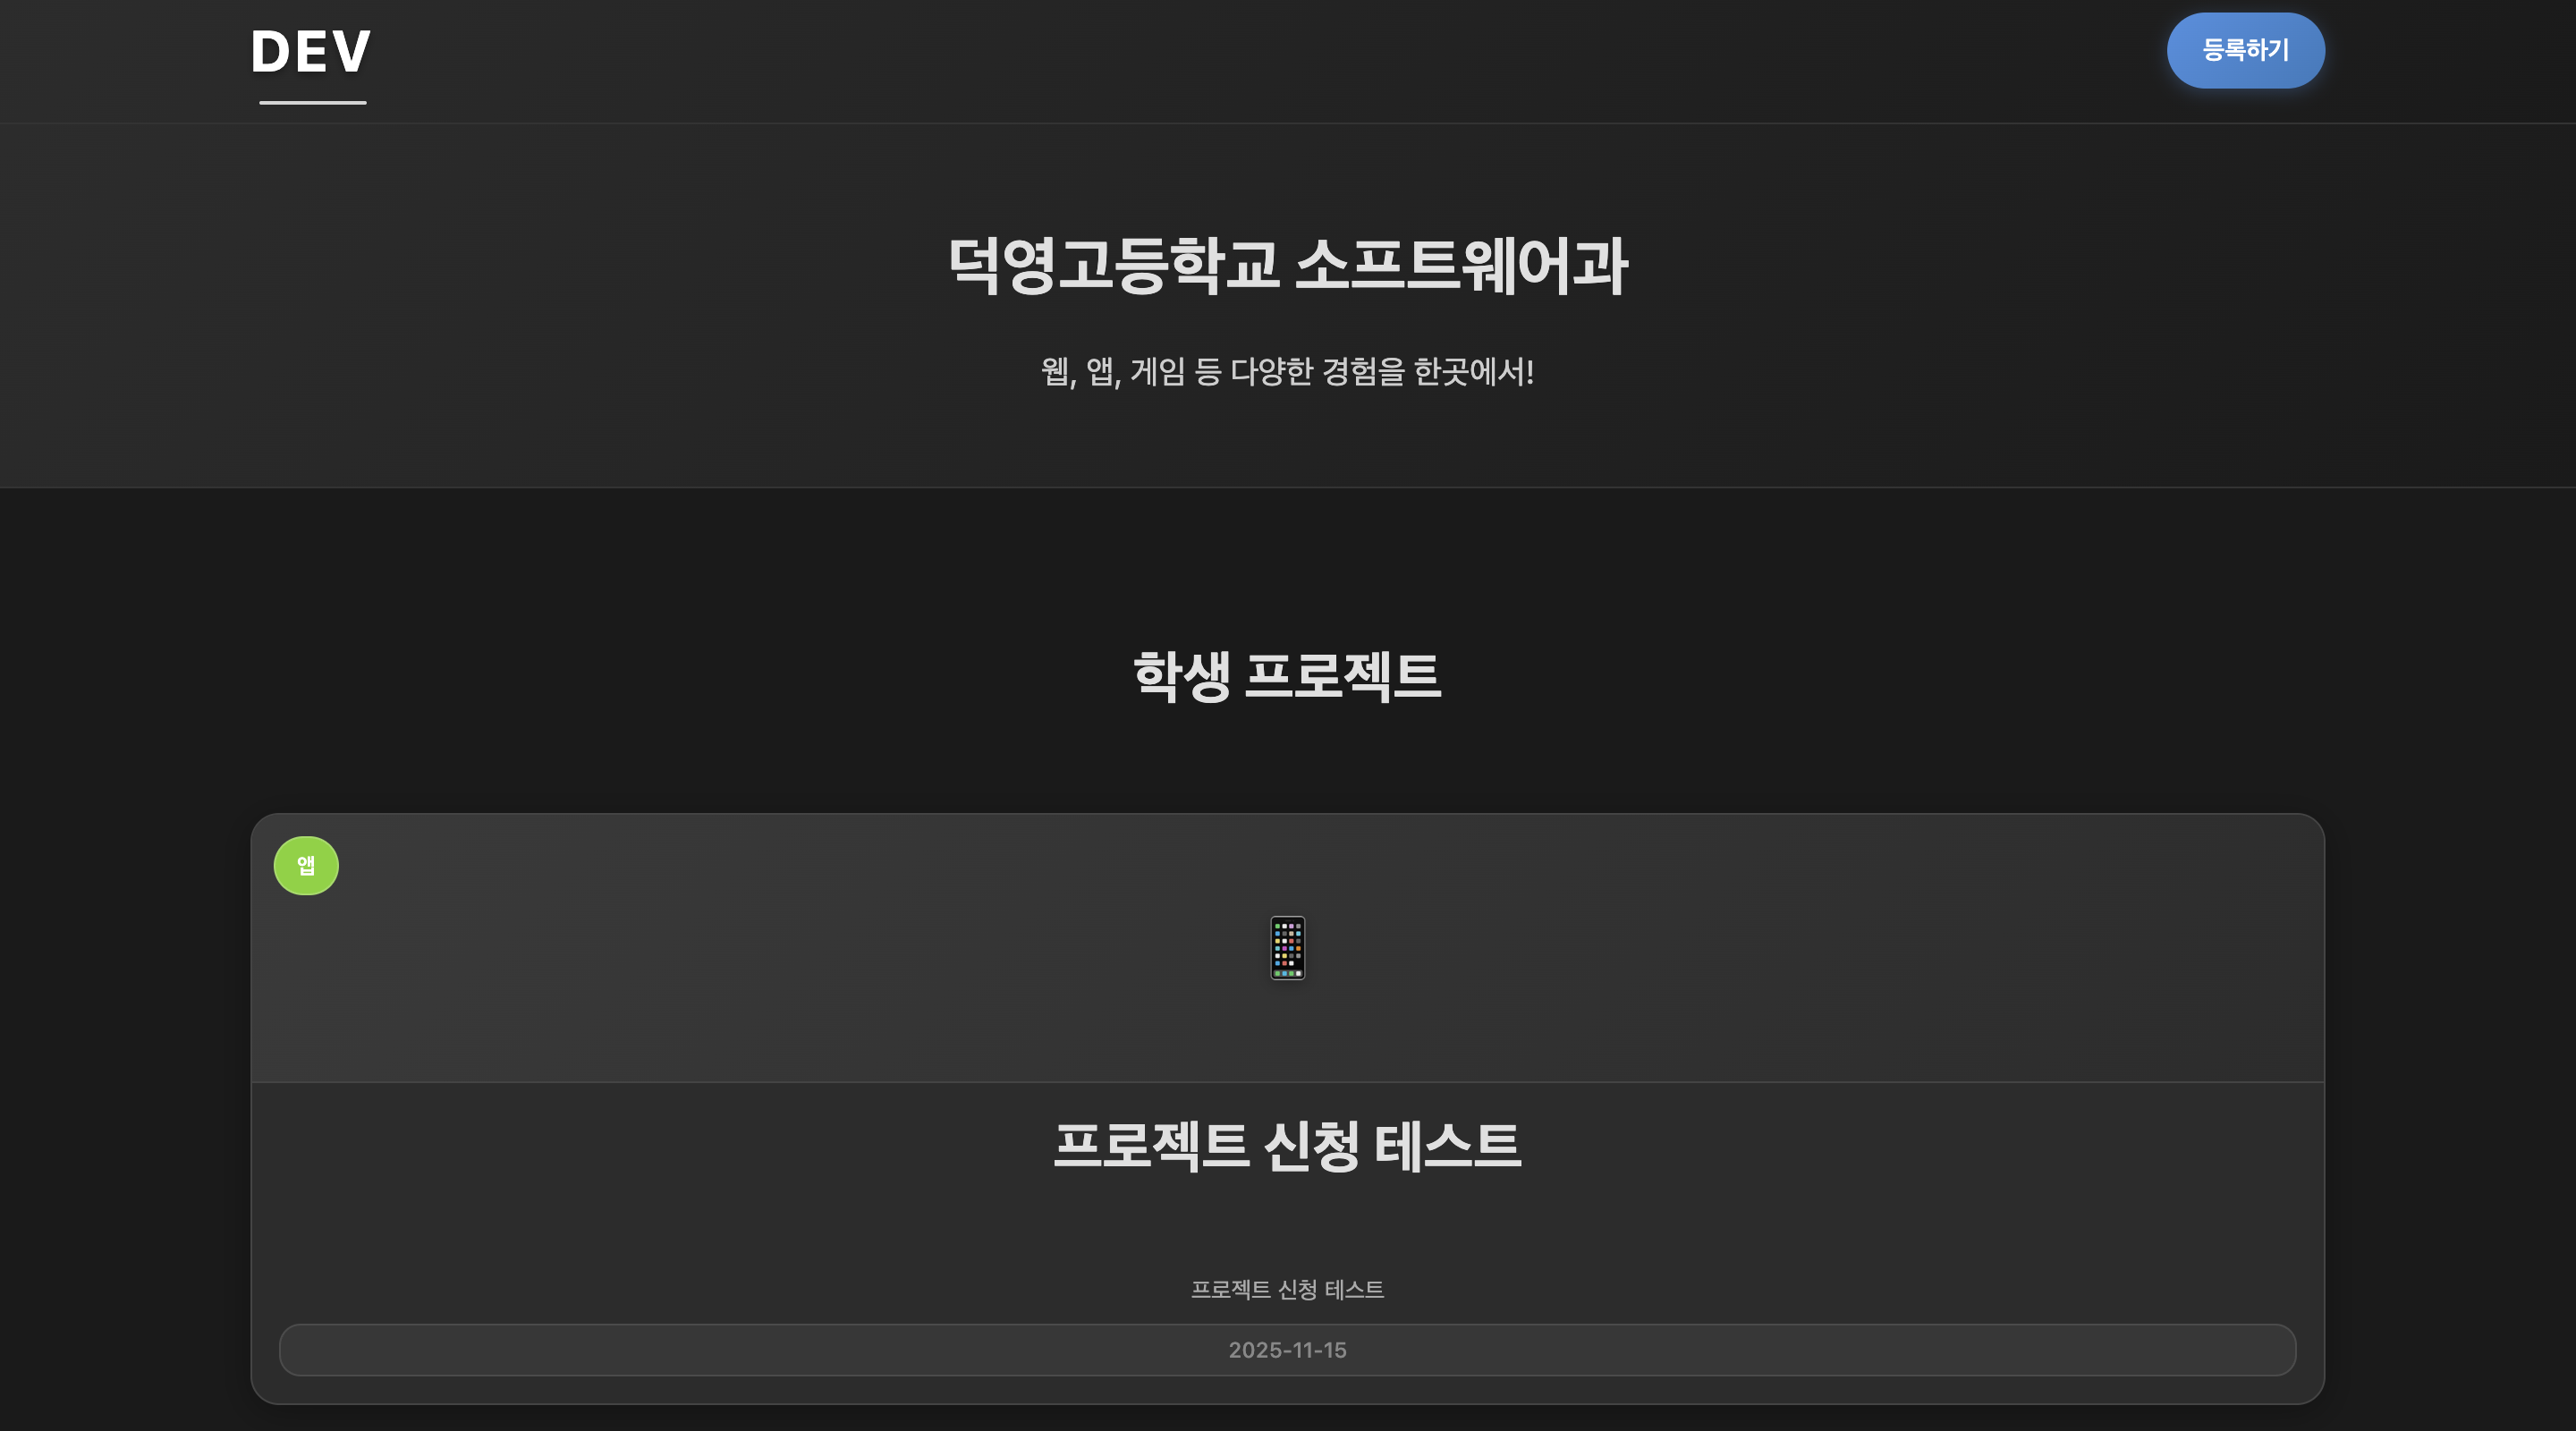 DEV
등록하기
덕영고등학교 소프트웨어과
웹, 앱, 게임 등 다양한 경험을 한곳에서!
학생 프로젝트
앱
프로젝트 신청 테스트
프로젝트 신청 테스트
2025-11-15